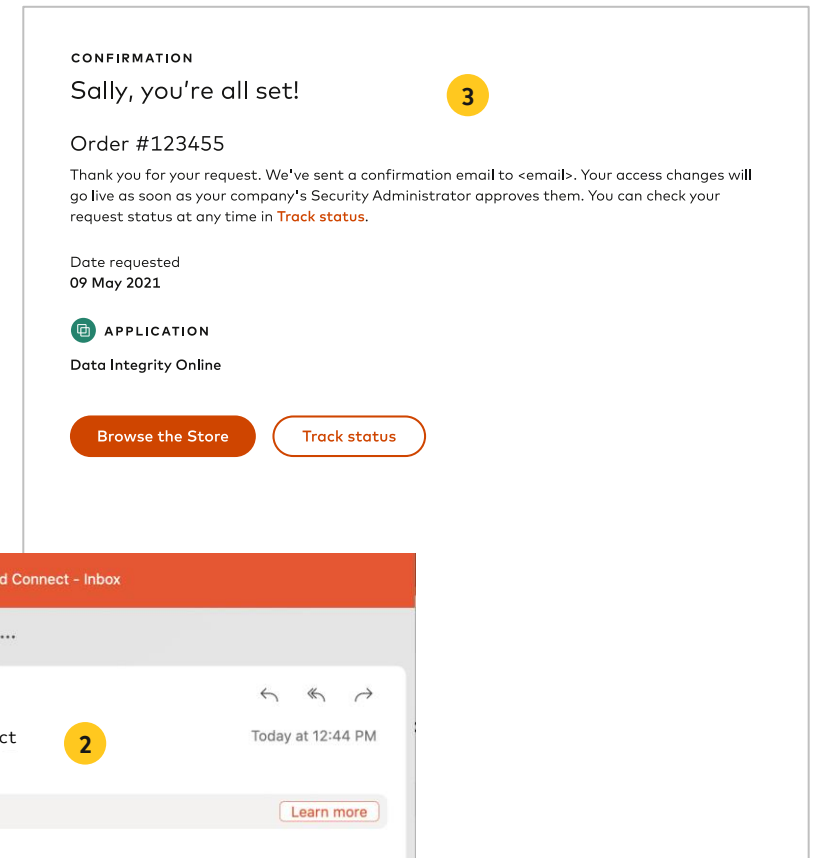 CONFIRMATION
Sally, you're all set!
3
Order #123455
Thank you for your request. We've sent a confirmation email to <email>. Your access changes will
go live as soon as your company's Security Administrator approves them. You can check your
request status at any time in Track status.
Date requested
09 May 2021
APPLICATION
Data Integrity Online
Browse the Store
Track status
d Connect - Inbox
...
ct
2
Today at 12:44 PM
Learn more